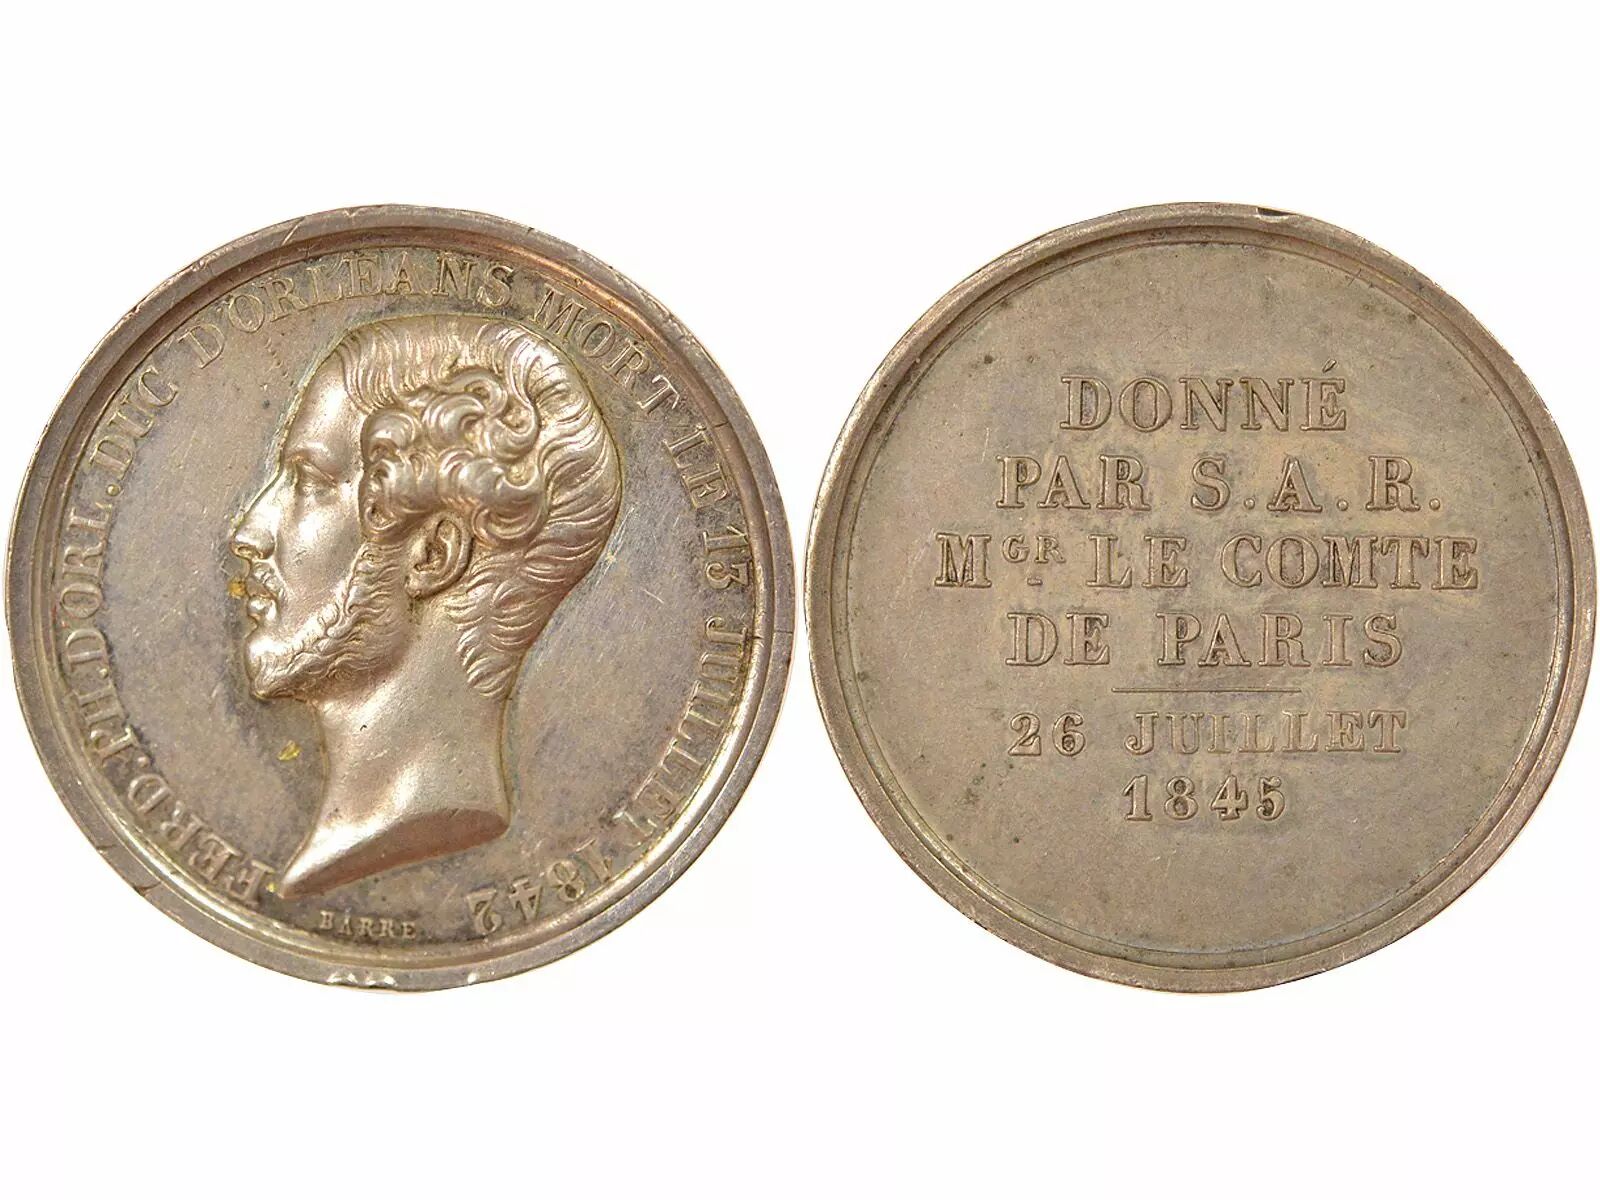 FERD.PH.D'ORL.DUC D'ORLÉANS MORT LE 13 JUILLET 1842
BARRE
DONNÉ
PAR S.A.R.
MGR LE COMTE
DE PARIS
26 JUILLET
1845